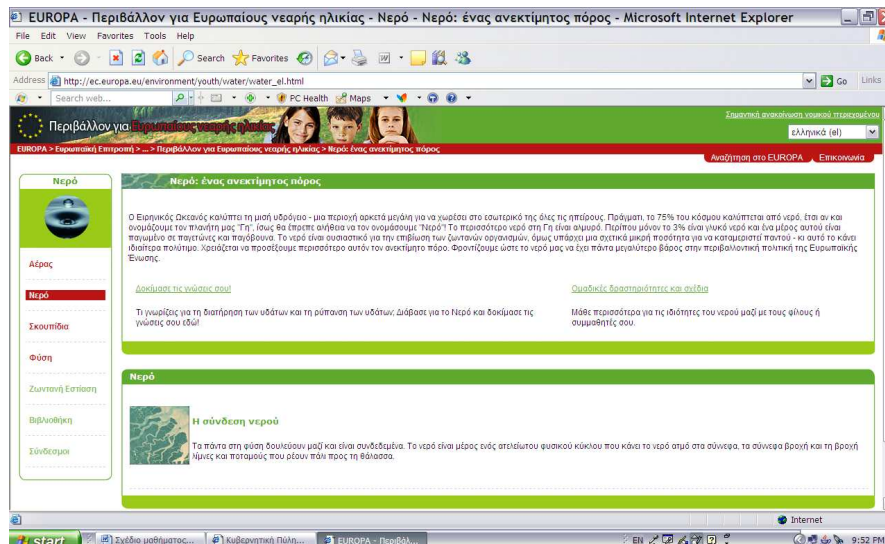 EUROPA - Περιβάλλον για Ευρωπαίους νεαρής ηλικίας - Νερό - Νερό: ένας ανεκτίμητος πόρος - Microsoft Internet Explorer
File Edit View Favorites Tools Help
Back Search Favorites
Address http://ec.europa.eu/environment/youth/water/water_el.html Go Links
Search web... PC Health Maps
Σημαντική ανακοίνωση νομικού περιεχομένου
Περιβάλλον για Ευρωπαίους νεαρής ηλικίας
ελληνικά (el)
EUROPA > Ευρωπαϊκή Επιτροπή > ... > Περιβάλλον για Ευρωπαίους νεαρής ηλικίας > Νερό: ένας ανεκτίμητος πόρος
Αναζήτηση στο EUROPA Επικοινωνία
Νερό
Αέρας
Νερό
Σκουπίδια
Φύση
Ζωντανή Εστίαση
Βιβλιοθήκη
Σύνδεσμοι
Νερό: ένας ανεκτίμητος πόρος
Ο Ειρηνικός Ωκεανός καλύπτει τη μισή υδρόγειο - μια περιοχή αρκετά μεγάλη για να χωρέσει στο εσωτερικό της όλες τις ηπείρους. Πράγματι, το 75% του κόσμου καλύπτεται από νερό, έτσι αν και
ονομάζουμε τον πλανήτη μας "Γη", ίσως θα έπρεπε αλήθεια να τον ονομάσουμε "Νερό"! Το περισσότερο νερό στη Γη είναι αλμυρό. Περίπου μόνον το 3% είναι γλυκό νερό και ένα μέρος αυτού είναι
παγωμένο σε παγετώνες και παγόβουνα. Το νερό είναι ουσιαστικό για την επιβίωση των ζωντανών οργανισμών, όμως υπάρχει μια σχετικά μικρή ποσότητα για να καταμεριστεί παντού - κι αυτό το κάνει
ιδιαίτερα πολύτιμο. Χρειάζεται να προσέξουμε περισσότερο αυτόν τον ανεκτίμητο πόρο. Φροντίζουμε ώστε το νερό μας να έχει πάντα μεγαλύτερο βάρος στην περιβαλλοντική πολιτική της Ευρωπαϊκής
Ένωσης.
Δοκίμασε τις γνώσεις σου!
Τι γνωρίζεις για τη διατήρηση των υδάτων και τη ρύπανση των υδάτων; Διάβασε για το Νερό και δοκίμασε τις
γνώσεις σου εδώ!
Ομαδικές δραστηριότητες και σχέδια
Μάθε περισσότερα για τις ιδιότητες του νερού μαζί με τους φίλους ή
συμμαθητές σου.
Νερό
Η σύνδεση νερού
Τα πάντα στη φύση δουλεύουν μαζί και είναι συνδεδεμένα. Το νερό είναι μέρος ενός ατελείωτου φυσικού κύκλου που κάνει το νερό ατμό στα σύννεφα, τα σύννεφα βροχή και τη βροχή
λίμνες και ποταμούς που ρέουν πάλι προς τη θάλασσα.
Internet
start Σχέδιο μαθήματος... Κυβερνητική Πύλη... EUROPA - Περιβάλ... EN 9:52 PM